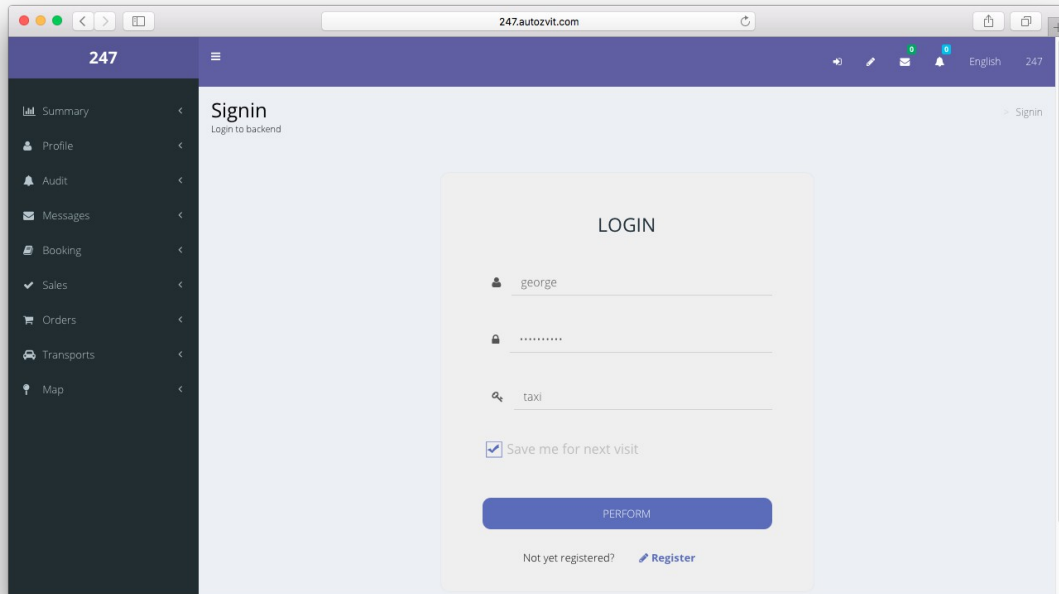 247.autozvit.com
247
0
0
English
247
Summary
Profile
Audit
Messages
Booking
Sales
Orders
Transports
Map
Signin
Login to backend
Signin
LOGIN
george
••••••••••
taxi
Save me for next visit
PERFORM
Not yet registered? Register